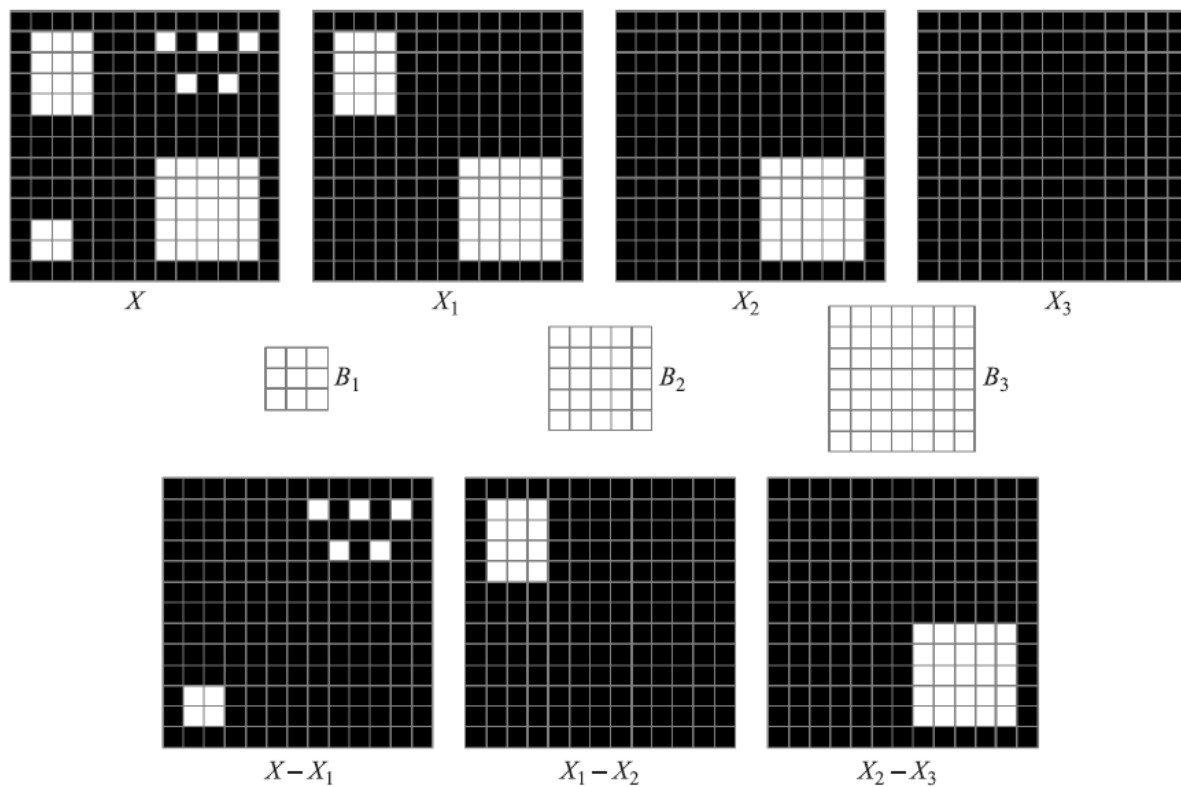 X
X₁
X₂
X₃
B₁
B₂
B₃
X – X₁
X₁ – X₂
X₂ – X₃